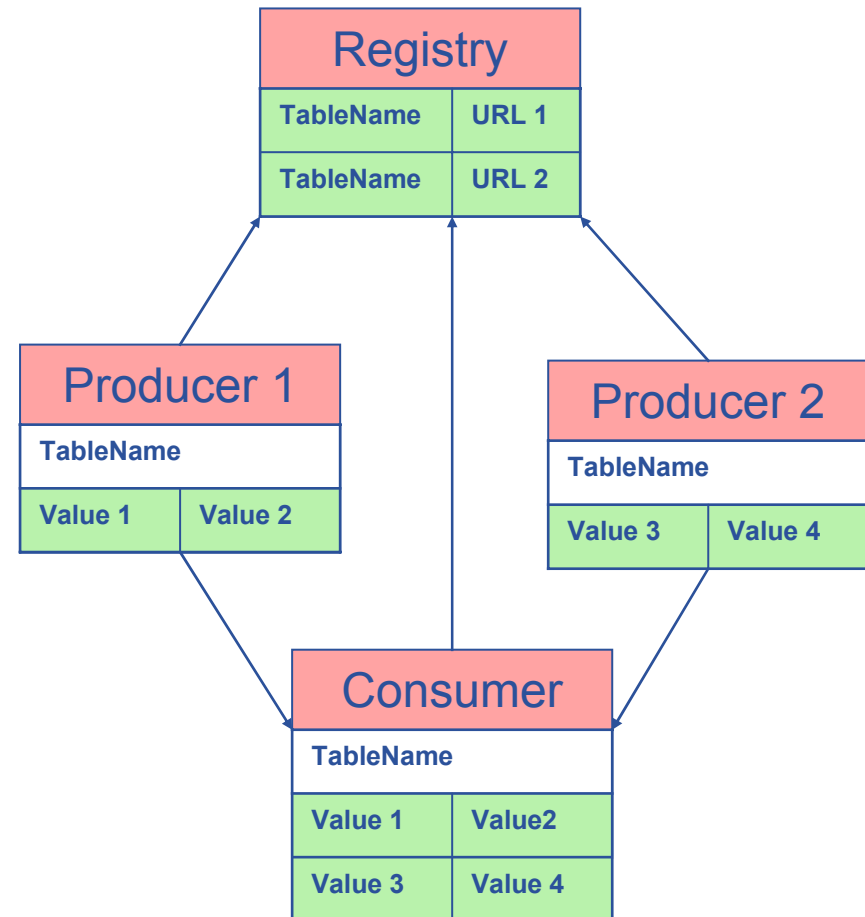 Registry
TableName URL 1
TableName URL 2
Producer 1
TableName
Value 1 Value 2
Producer 2
TableName
Value 3 Value 4
Consumer
TableName
Value 1 Value2
Value 3 Value 4